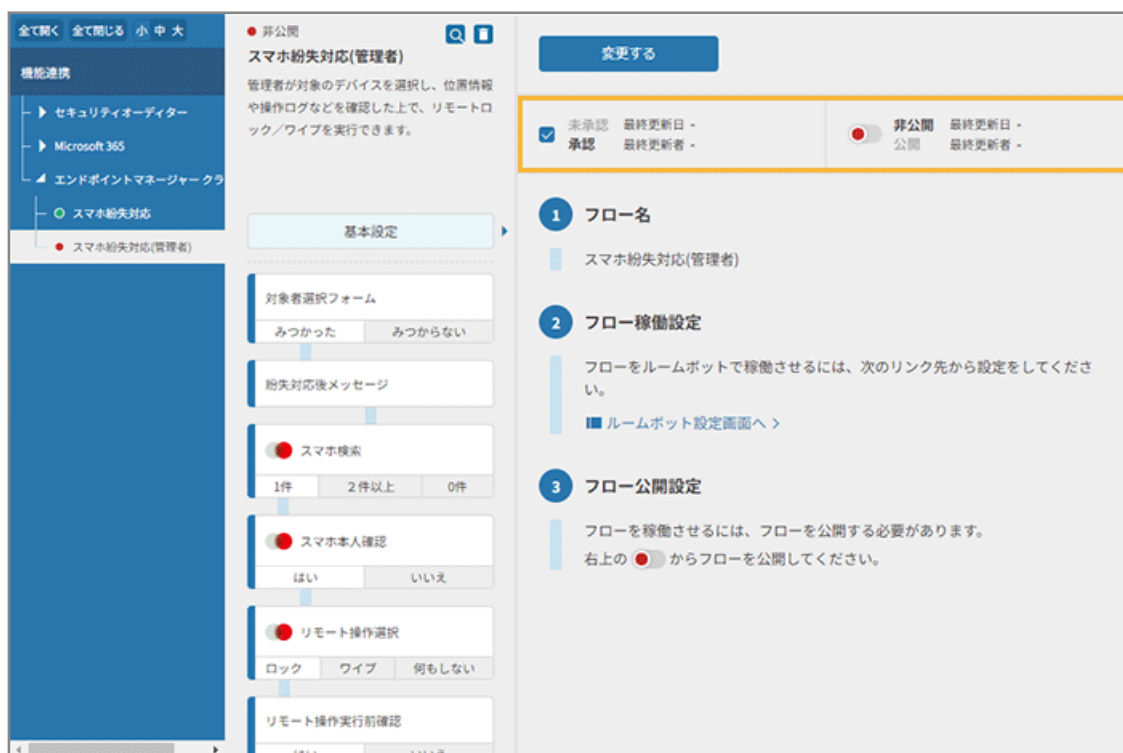 全て開く 全て閉じる 小 中 大
機能連携
セキュリティオーディター
Microsoft 365
エンドポイントマネージャー クラ
スマホ紛失対応
スマホ紛失対応(管理者)
非公開
スマホ紛失対応(管理者)
管理者が対象のデバイスを選択し、位置情報
や操作ログなどを確認した上で、リモートロ
ック／ワイプを実行できます。
基本設定
対象者選択フォーム
みつかった みつからない
紛失対応後メッセージ
スマホ検索
1件 2件以上 0件
スマホ本人確認
はい いいえ
リモート操作選択
ロック ワイプ 何もしない
リモート操作実行前確認
変更する
未承認 最終更新日 -
承認 最終更新者 -
非公開 最終更新日 -
公開 最終更新者 -
1 フロー名
スマホ紛失対応(管理者)
2 フロー稼働設定
フローをルームボットで稼働させるには、次のリンク先から設定をしてくださ
い。
ルームボット設定画面へ >
3 フロー公開設定
フローを稼働させるには、フローを公開する必要があります。
右上の からフローを公開してください。